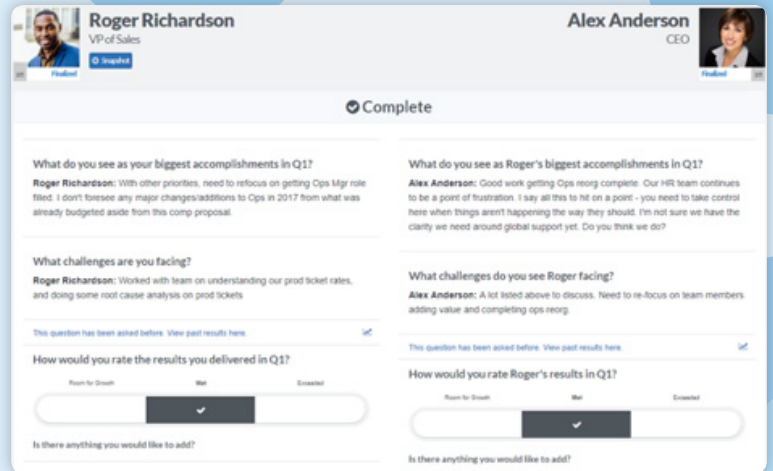 Roger Richardson
VP of Sales
Snapshot
Finalized
Alex Anderson
CEO
Finalized
Complete
What do you see as your biggest accomplishments in Q1?
Roger Richardson: With other priorities, need to refocus on getting Ops Mgr role
filled. I don't foresee any major changes/additions to Ops in 2017 from what was
already budgeted aside from this comp proposal.
What challenges are you facing?
Roger Richardson: Worked with team on understanding our prod ticket rates,
and doing some root cause analysis on prod tickets
This question has been asked before. View past results here.
How would you rate the results you delivered in Q1?
Room for Growth Met Exceeded
Is there anything you would like to add?
What do you see as Roger's biggest accomplishments in Q1?
Alex Anderson: Good work getting Ops reorg complete. Our HR team continues
to be a point of frustration. I say all this to hit on a point - you need to take control
here when things aren't happening the way they should. I'm not sure we have the
clarity we need around global support yet. Do you think we do?
What challenges do you see Roger facing?
Alex Anderson: A lot listed above to discuss. Need to re-focus on team members
adding value and completing ops reorg.
This question has been asked before. View past results here.
How would you rate Roger's results in Q1?
Room for Growth Met Exceeded
Is there anything you would like to add?